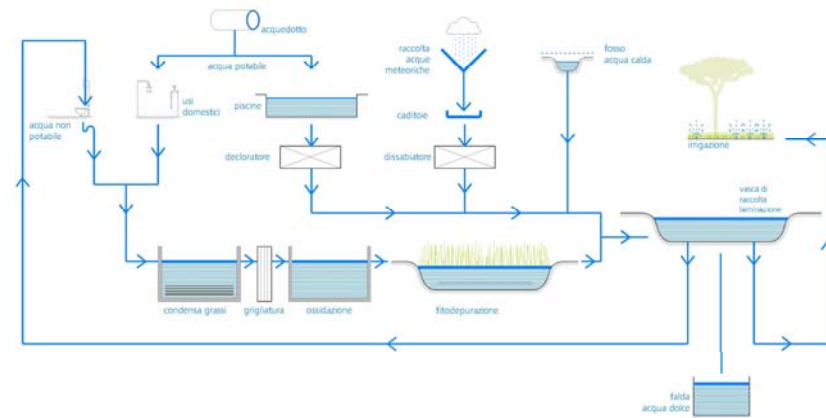 acquedotto
acqua potabile
raccolta
acque
meteoriche
fosso
acqua calda
usi
domestici
piscine
caditoie
acqua non
potabile
irrigazione
decloratore
dissabiatore
vasca di
raccolta
laminazione
condensa grassi
grigliatura
ossidazione
fitodepurazione
falda
acqua dolce